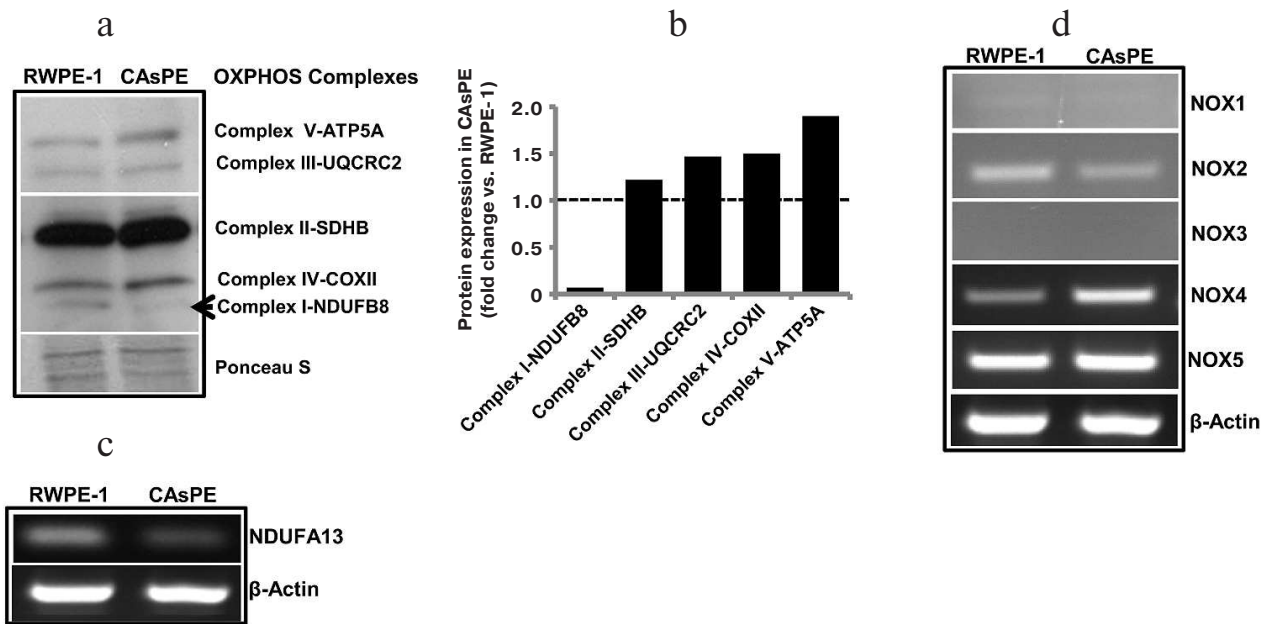 a
RWPE-1 CAsPE OXPHOS Complexes
Complex V-ATP5A
Complex III-UQCRC2
Complex II-SDHB
Complex IV-COXII
Complex I-NDUFB8
Ponceau S
b
Protein expression in CAsPE
(fold change vs. RWPE-1)
2.0
1.5
1.0
0.5
0
Complex I-NDUFB8
Complex II-SDHB
Complex III-UQCRC2
Complex IV-COXII
Complex V-ATP5A
c
RWPE-1 CAsPE
NDUFA13
β-Actin
d
RWPE-1 CAsPE
NOX1
NOX2
NOX3
NOX4
NOX5
β-Actin